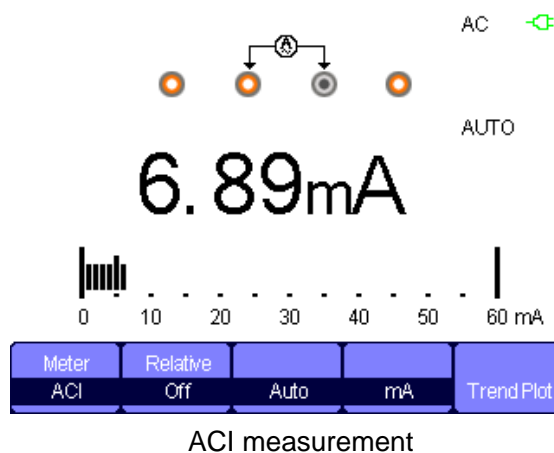 AC
A
AUTO
6.89mA
0 10 20 30 40 50 60 mA
Meter Relative
ACI Off Auto mA Trend Plot
ACI measurement